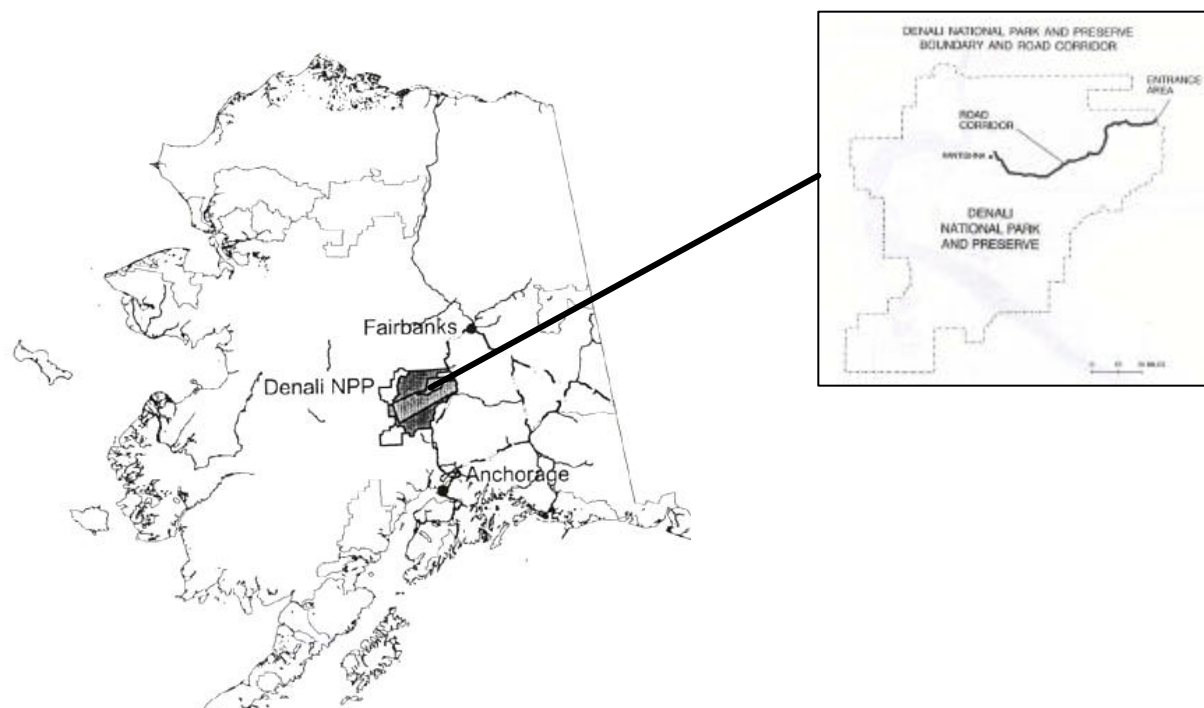 DENALI NATIONAL PARK AND PRESERVE
BOUNDARY AND ROAD CORRIDOR
ENTRANCE
AREA
ROAD
CORRIDOR
KANTISHNA
DENALI
NATIONAL PARK
AND PRESERVE
Fairbanks
Denali NPP
Anchorage